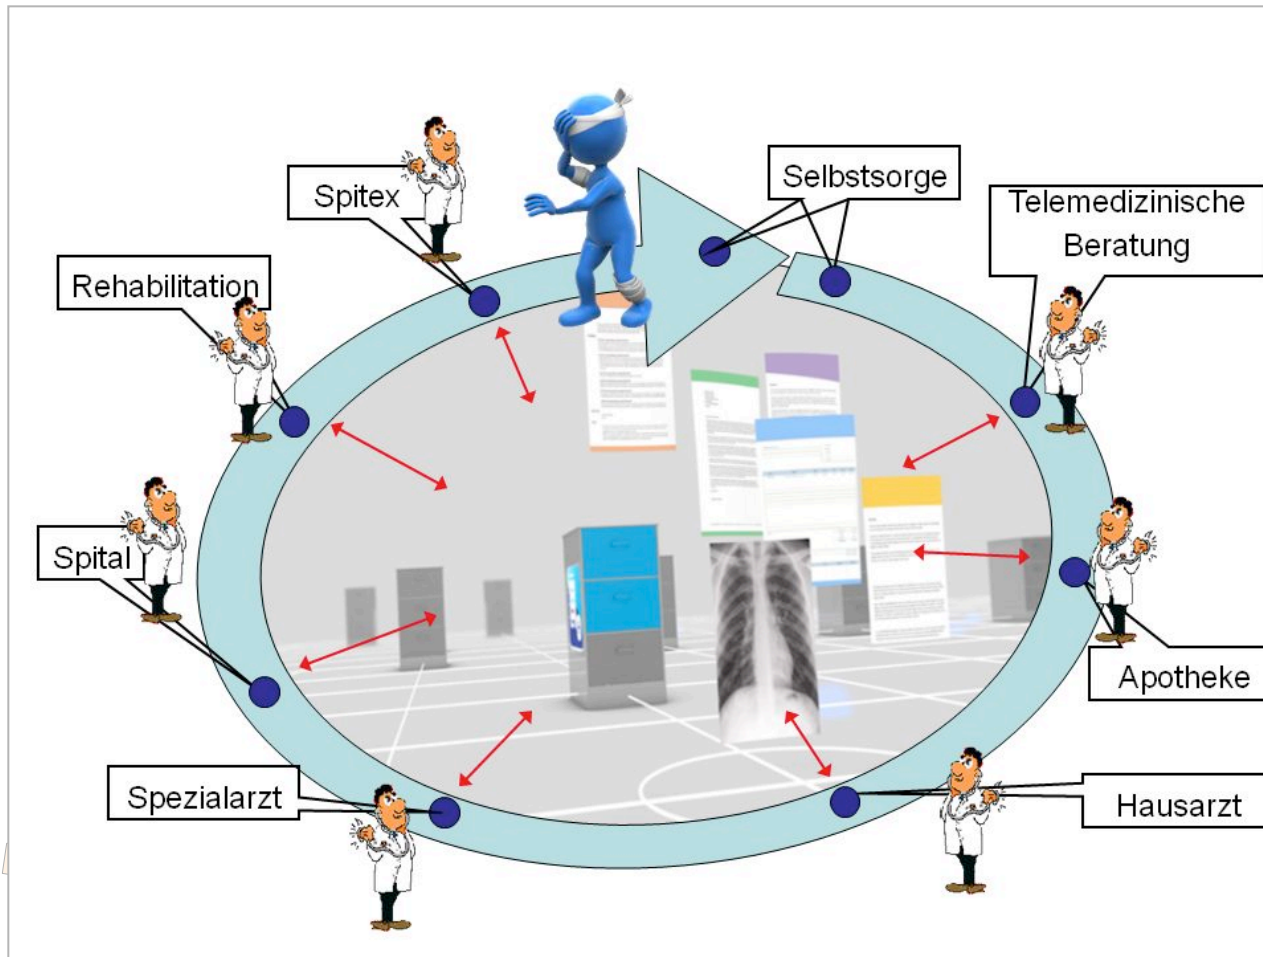 Selbstsorge
Telemedizinische
Beratung
Apotheke
Hausarzt
Spezialarzt
Spital
Rehabilitation
Spitex